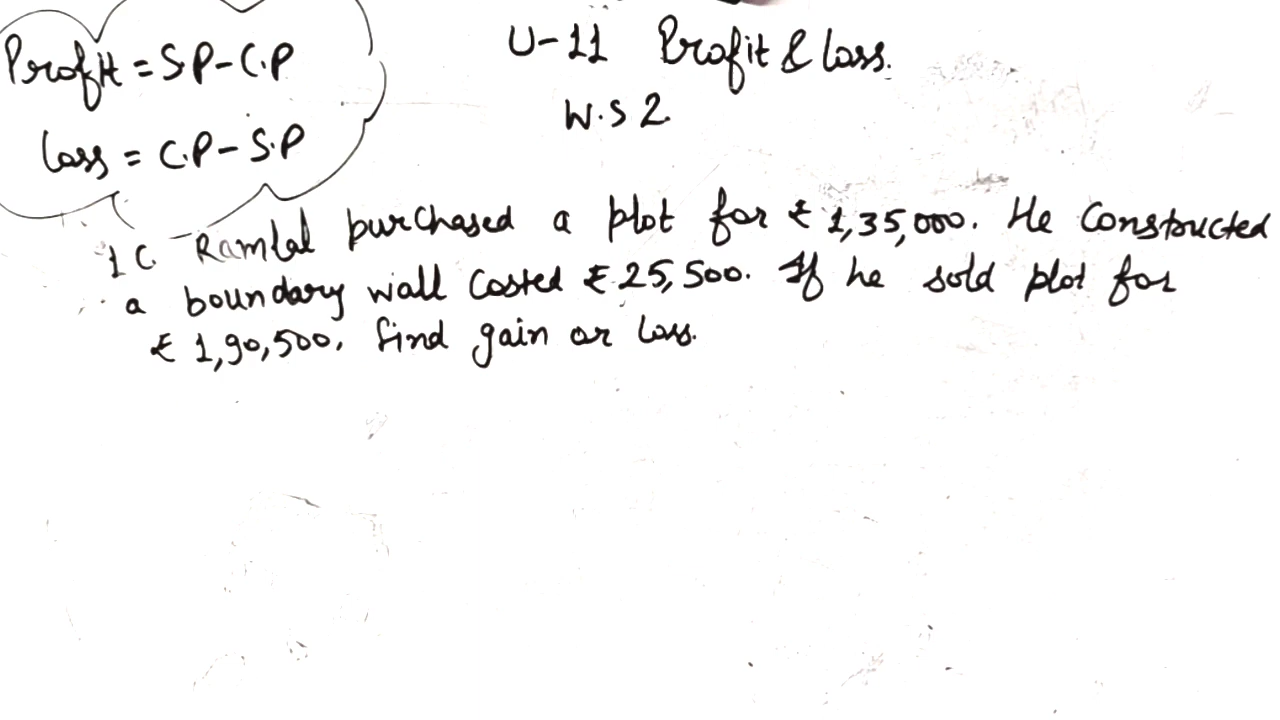 Profit = S.P-C.P
loss = C.P- S.P
U-11 Profit & loss.
W.S 2.
1 C. Ramlal purchased a plot for ₹ 1,35,000. He Constructed
a boundary wall Costed ₹ 25,500. If he sold plot for
₹ 1,90,500. find gain or loss.